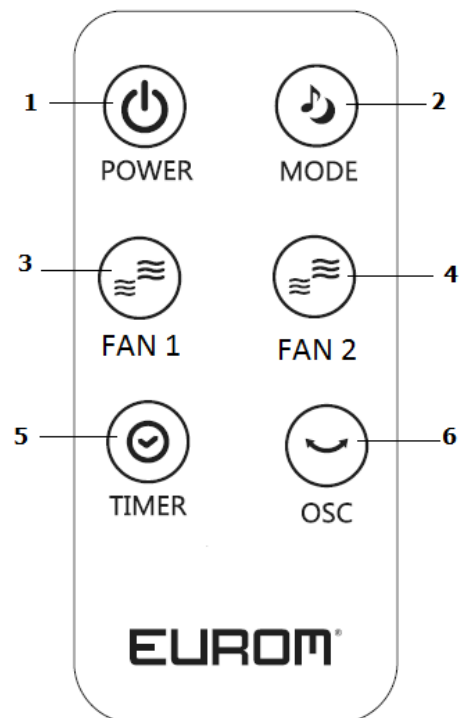 1 2
POWER MODE
3 4
FAN 1 FAN 2
5 6
TIMER OSC
EUROM®